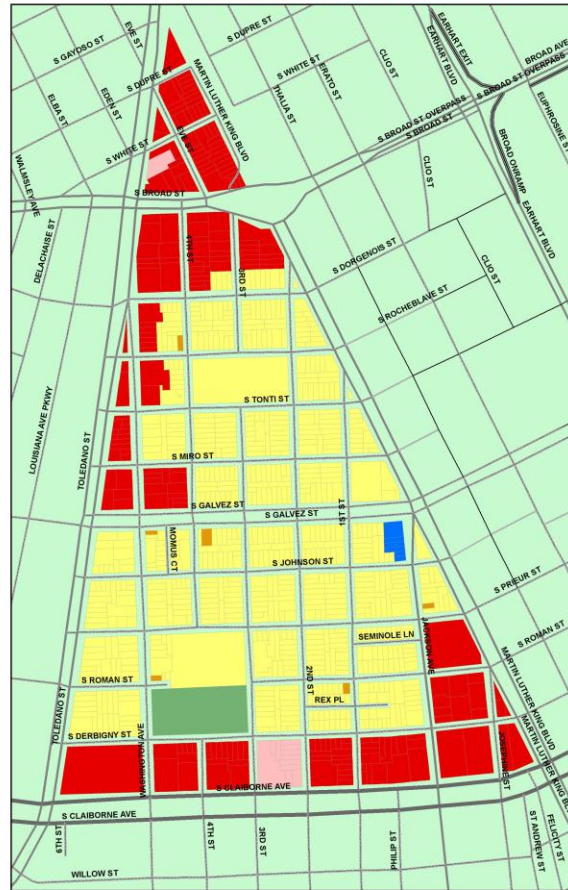 S GAYOSO ST
EVE ST
S DUPRE ST
EARHART EXIT
EARHART BLVD
BROAD AVE
S BROAD ST OVERPASS
ELBA ST
EDEN ST
S DUPRE ST
MARTIN LUTHER KING BLVD
S WHITE ST
ERATO ST
CLIO ST
THALIA ST
S BROAD ST OVERPASS
S BROAD ST
EUPHROSINE ST
WALMSLEY AVE
S WHITE ST
EVE ST
CLIO ST
BROAD ONRAMP
EARHART BLVD
S BROAD ST
DELACHAISE ST
4TH ST
3RD ST
S DORGENOIS ST
CLIO ST
S ROCHEBLAVE ST
LOUISIANA AVE PKWY
TOLEDANO ST
S TONTI ST
S MIRO ST
S GALVEZ ST
S GALVEZ ST
1ST ST
MOMUS CT
S JOHNSON ST
S PRIEUR ST
SEMINOLE LN
JACKSON AVE
S ROMAN ST
S ROMAN ST
2ND ST
REX PL
MARTIN LUTHER KING BLVD
TOLEDANO ST
S DERBIGNY ST
WASHINGTON AVE
JOSEPHINE ST
MARTIN LUTHER KING BLV
S CLAIBORNE AVE
S CLAIBORNE AVE
6TH ST
4TH ST
3RD ST
PHILIP ST
ST ANDREW ST
FELICITY ST
WILLOW ST